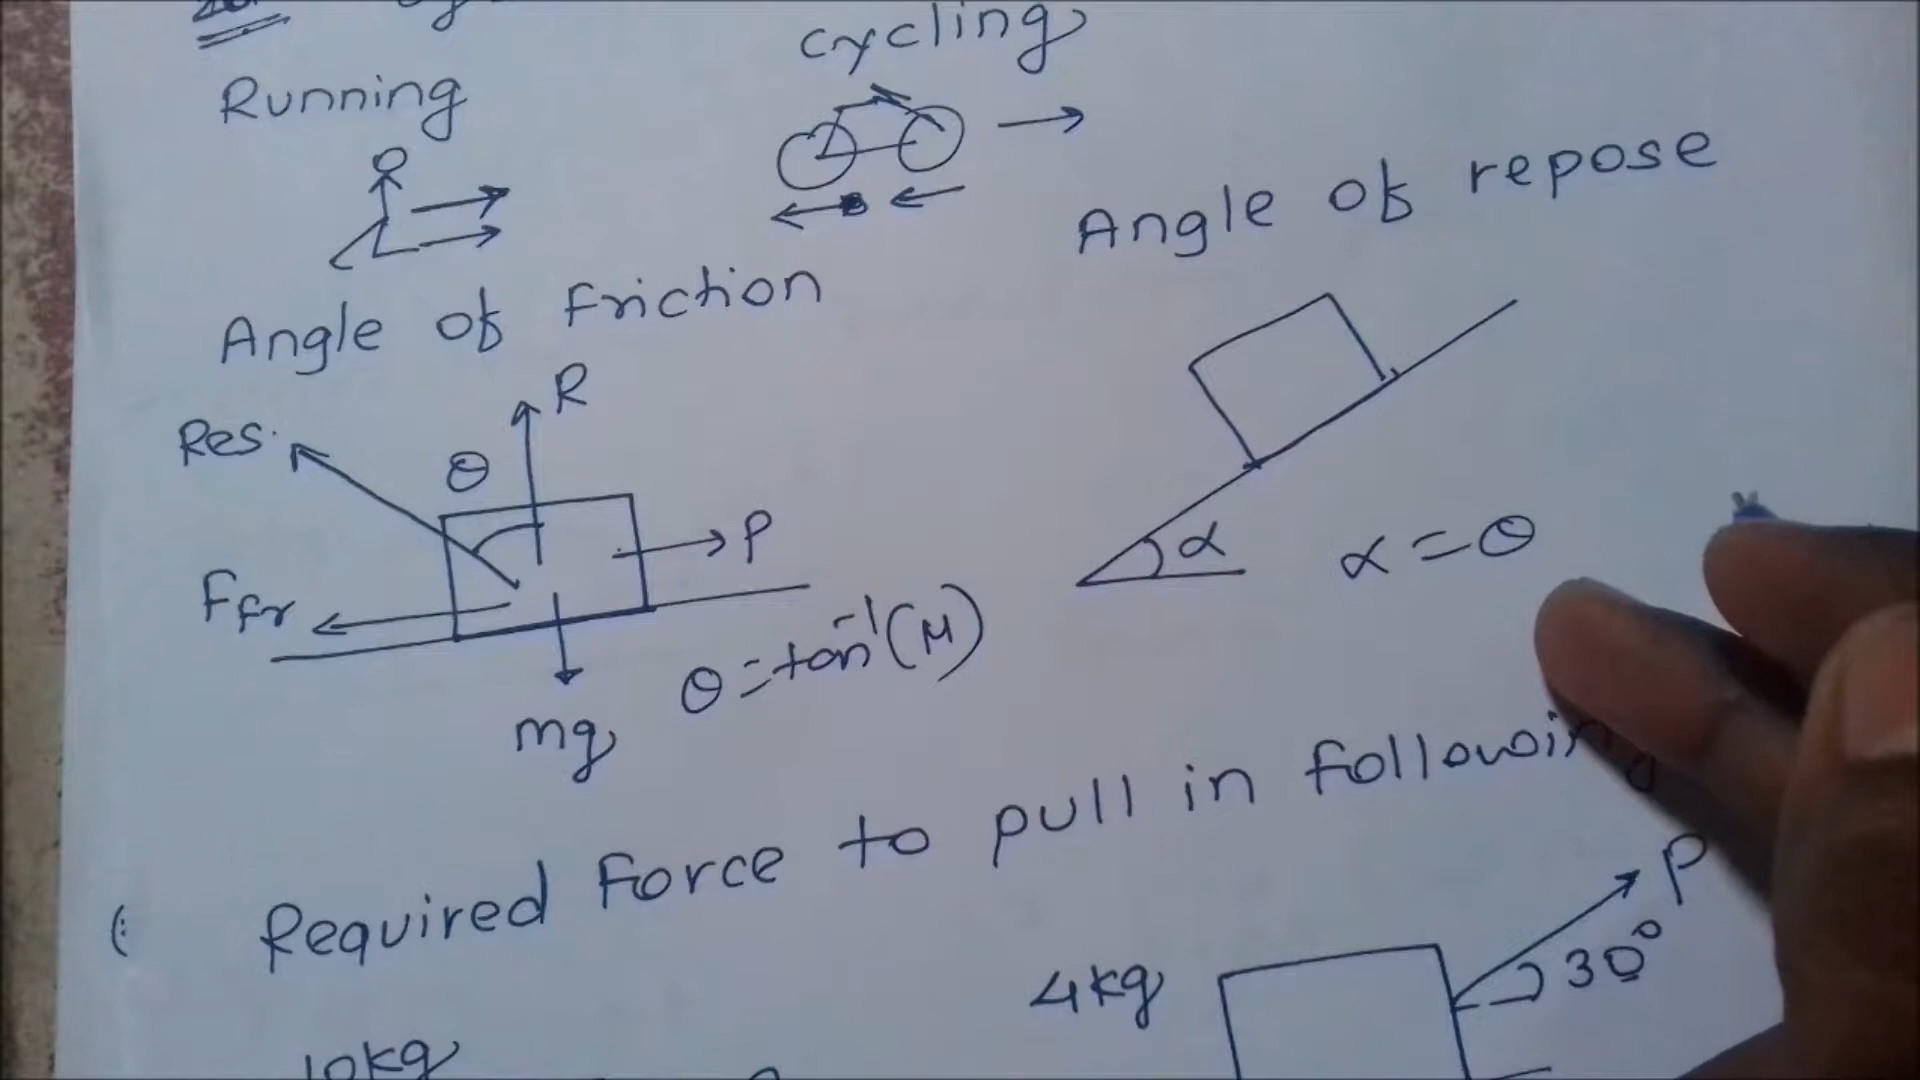 Running
cycling
Angle of friction
Angle of repose
R
Res.
θ
P
Ffr
mg
θ = tan⁻¹(μ)
α
α = θ
Required Force to pull in following
P
30°
4kg
10kg